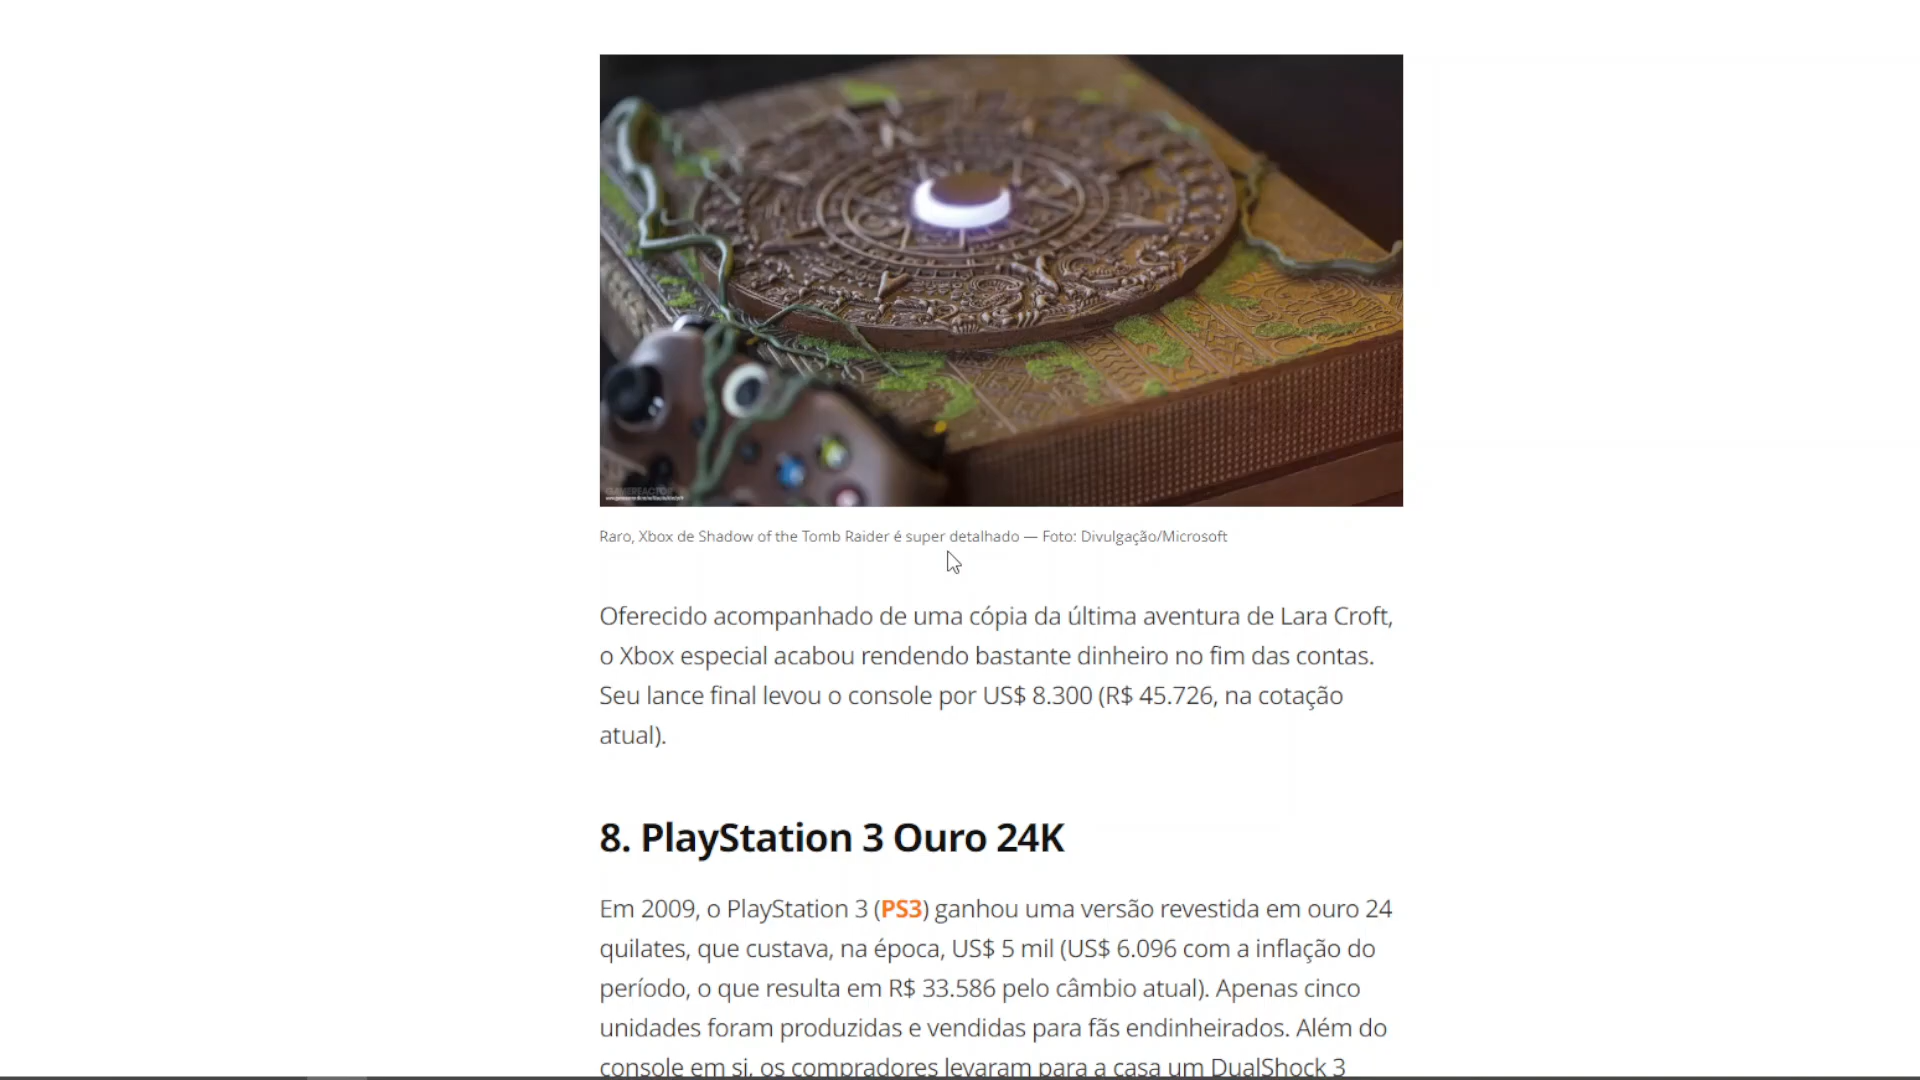 GAMEREACTOR
Raro, Xbox de Shadow of the Tomb Raider é super detalhado — Foto: Divulgação/Microsoft
Oferecido acompanhado de uma cópia da última aventura de Lara Croft,
o Xbox especial acabou rendendo bastante dinheiro no fim das contas.
Seu lance final levou o console por US$ 8.300 (R$ 45.726, na cotação
atual).
8. PlayStation 3 Ouro 24K
Em 2009, o PlayStation 3 (PS3) ganhou uma versão revestida em ouro 24
quilates, que custava, na época, US$ 5 mil (US$ 6.096 com a inflação do
período, o que resulta em R$ 33.586 pelo câmbio atual). Apenas cinco
unidades foram produzidas e vendidas para fãs endinheirados. Além do
console em si, os compradores levaram para a casa um DualShock 3